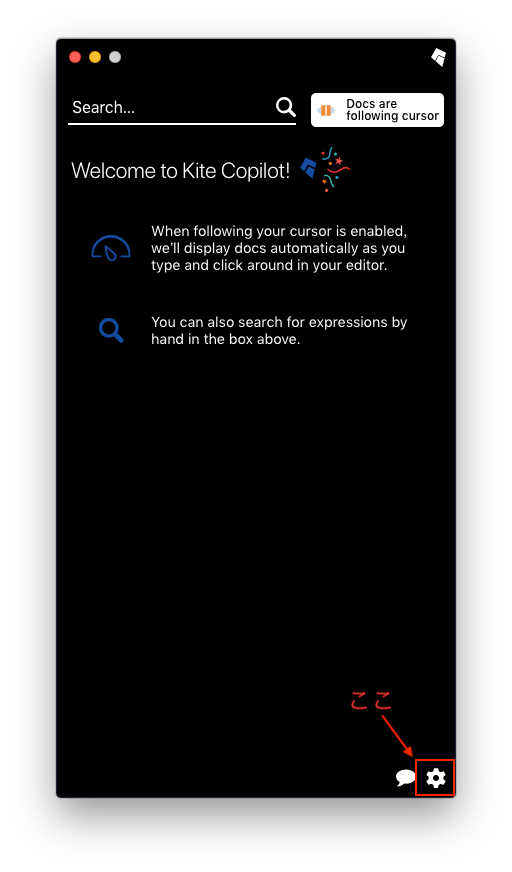 Search...
Docs are
following cursor
Welcome to Kite Copilot!
When following your cursor is enabled,
we'll display docs automatically as you
type and click around in your editor.
You can also search for expressions by
hand in the box above.
ここ